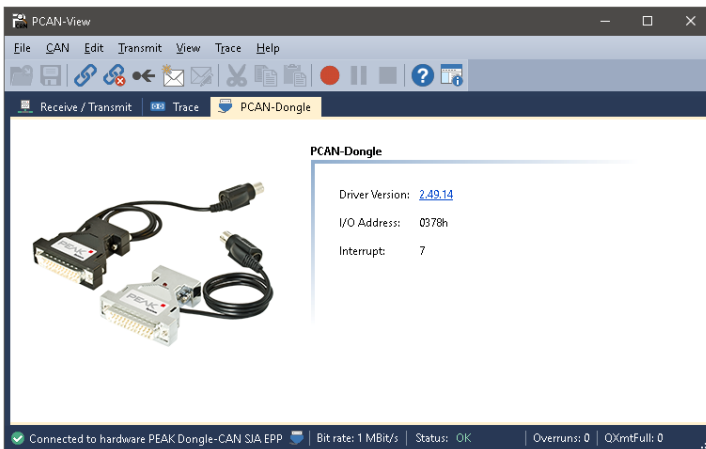 PCAN-View
File CAN Edit Transmit View Trace Help
Receive / Transmit Trace PCAN-Dongle
PCAN-Dongle
Driver Version: 2.49.14
I/O Address: 0378h
Interrupt: 7
PEAK
PEAK
Connected to hardware PEAK Dongle-CAN SJA EPP Bit rate: 1 MBit/s Status: OK Overruns: 0 QXmtFull: 0